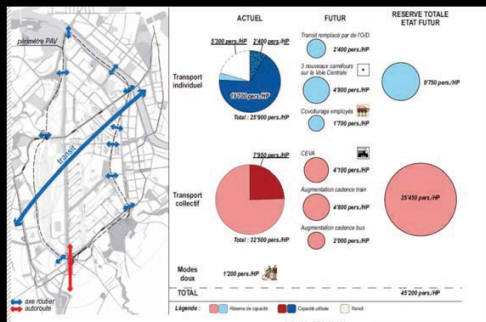 ACTUEL
FUTUR
RESERVE TOTALE
ETAT FUTUR
périmètre PAV
transit
axe routier
autoroute
Transport
individuel
5'200 pers./HP
2'400 pers./HP
Total : 25'900 pers./HP
Transit remplacé par de l'O/D
2'400 pers./HP
3 nouveaux carrefours
sur la Voie Centrale
4'800 pers./HP
Covoiturage employés
1'700 pers./HP
9'750 pers./HP
Transport
collectif
7'950 pers./HP
Total : 32'500 pers./HP
CEVA
4'100 pers./HP
Augmentation cadence train
4'800 pers./HP
Augmentation cadence bus
2'000 pers./HP
35'450 pers./HP
Modes
doux
1'200 pers./HP
TOTAL
45'200 pers./HP
Légende :
Réserve de capacité
Capacité utilisée
Transit